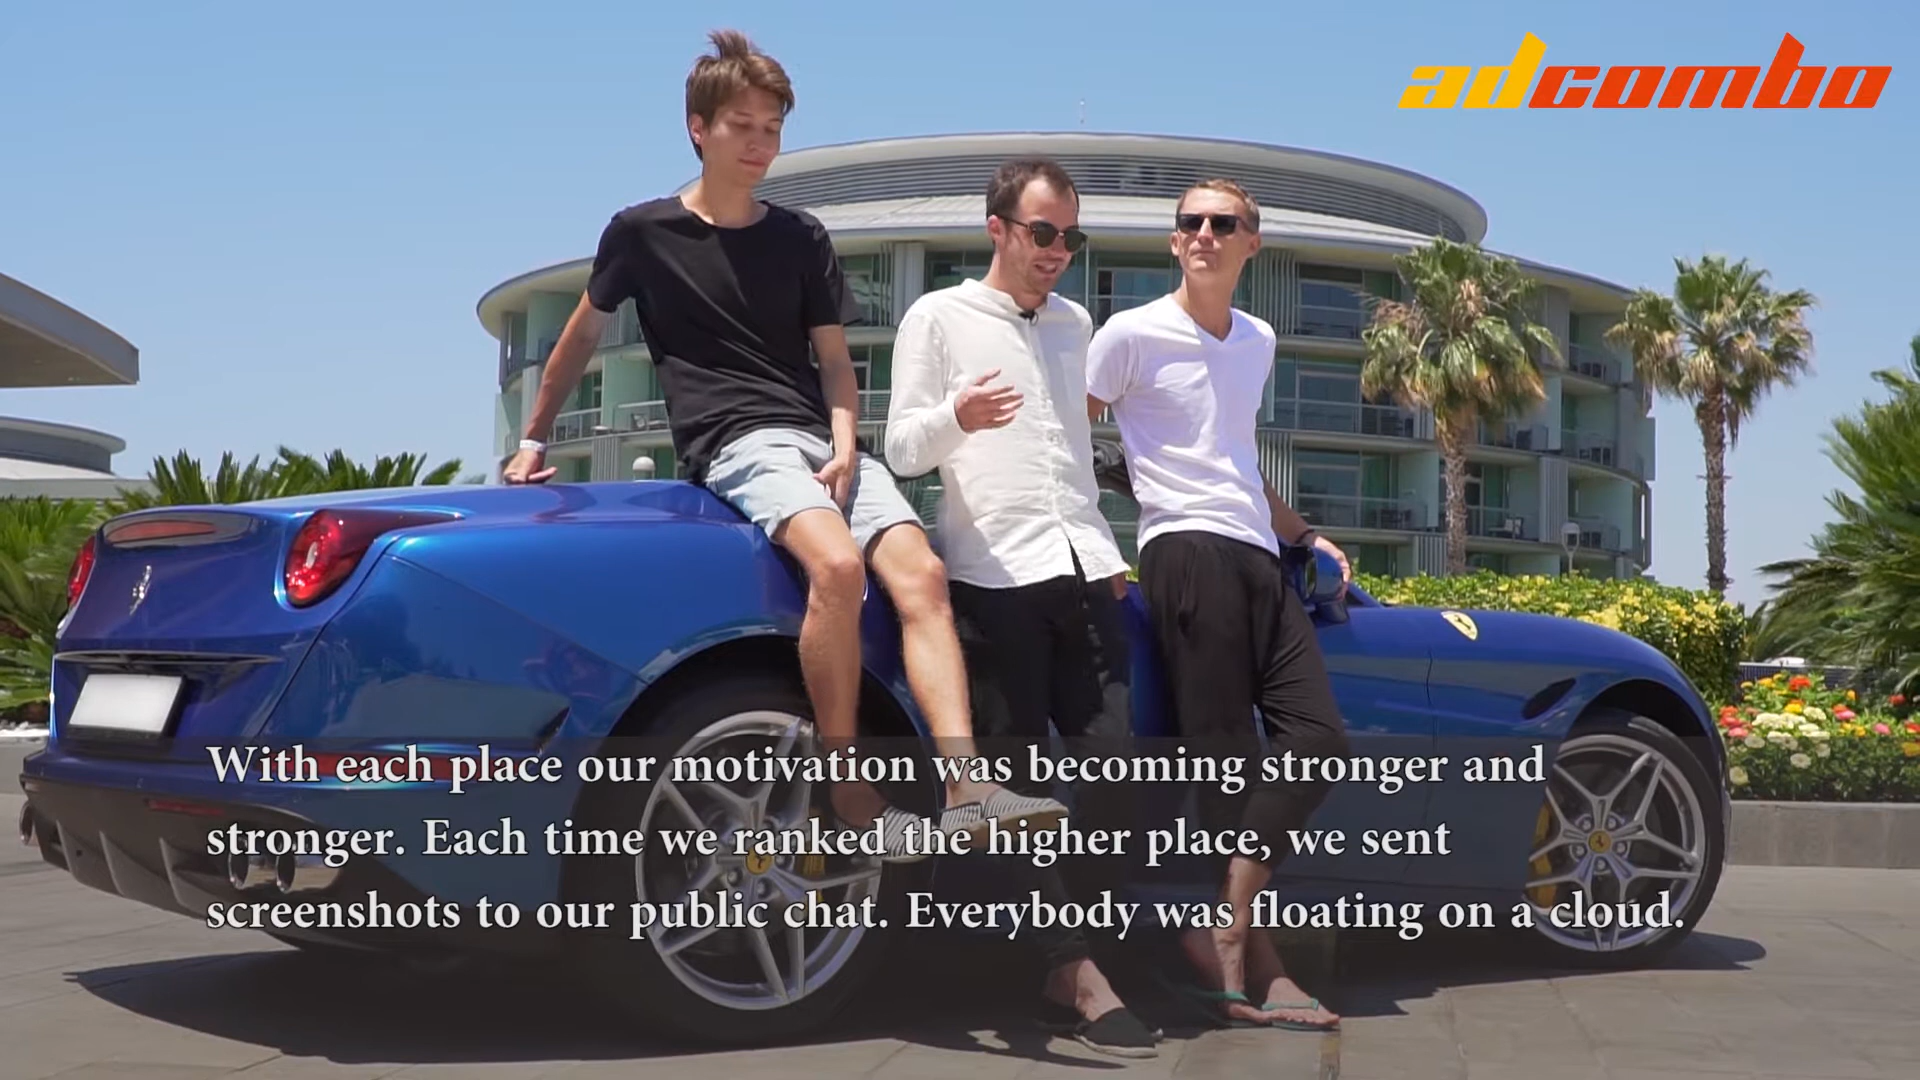 adcombo
With each place our motivation was becoming stronger and
stronger. Each time we ranked the higher place, we sent
screenshots to our public chat. Everybody was floating on a cloud.